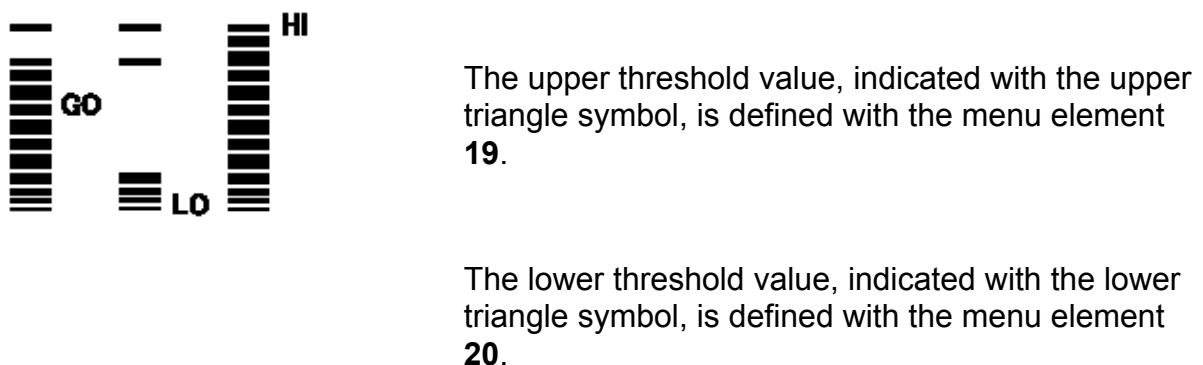 HI
GO
LO
The upper threshold value, indicated with the upper
triangle symbol, is defined with the menu element
19.
The lower threshold value, indicated with the lower
triangle symbol, is defined with the menu element
20.